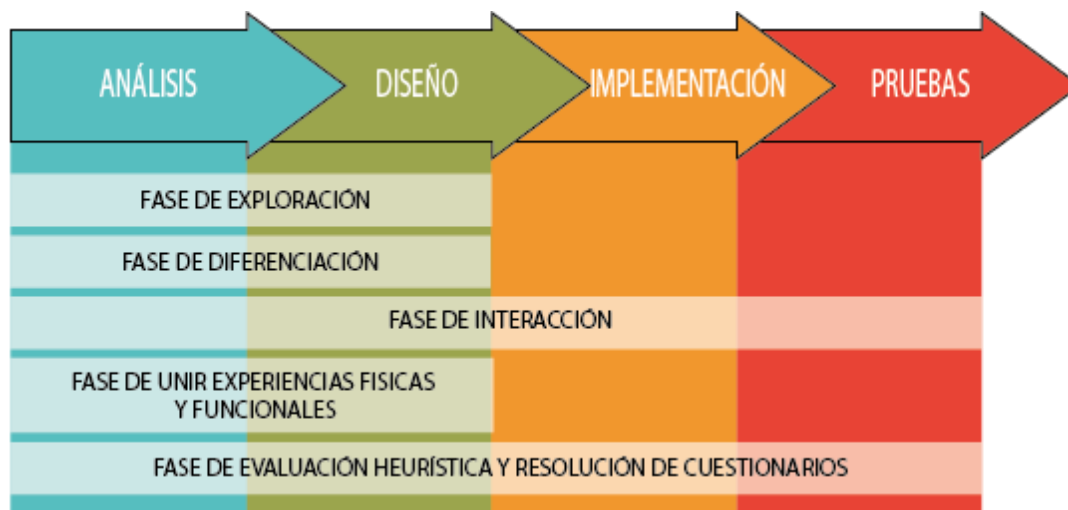 ANÁLISIS
DISEÑO
IMPLEMENTACIÓN
PRUEBAS
FASE DE EXPLORACIÓN
FASE DE DIFERENCIACIÓN
FASE DE INTERACCIÓN
FASE DE UNIR EXPERIENCIAS FISICAS
Y FUNCIONALES
FASE DE EVALUACIÓN HEURÍSTICA Y RESOLUCIÓN DE CUESTIONARIOS